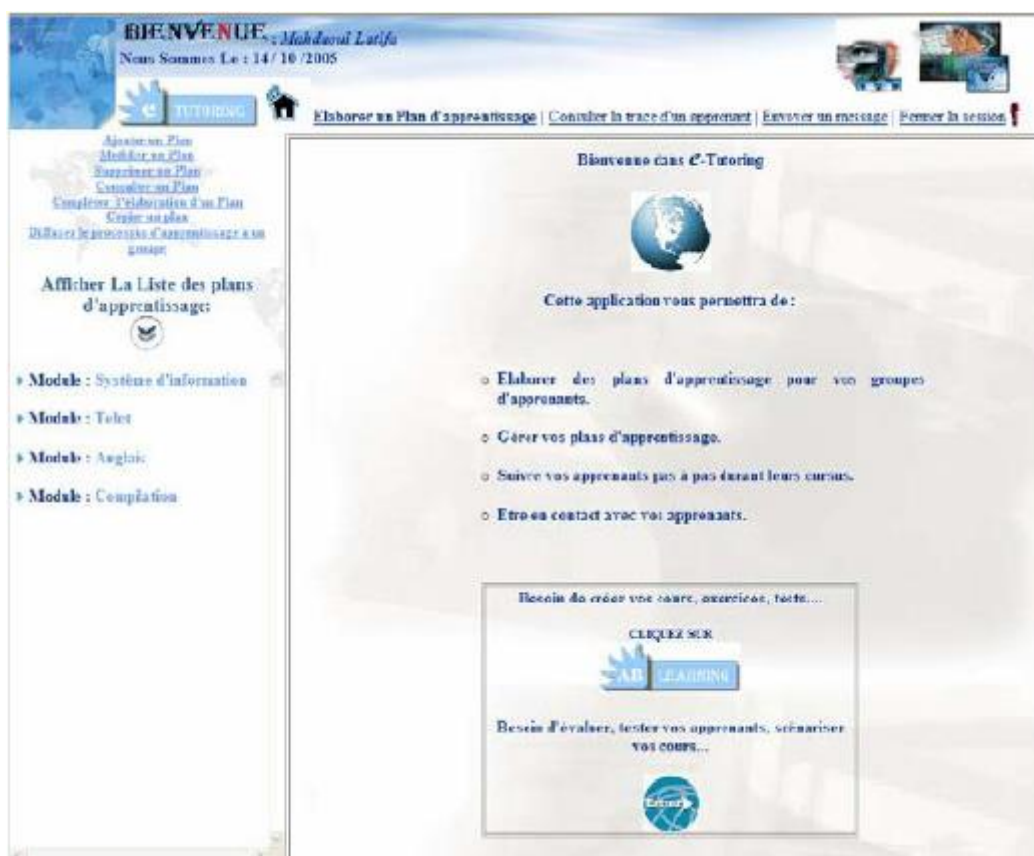 BIENVENUE : Mahdaoui Latifa
Nous Sommes Le : 14 / 10 /2005
e TUTORING
Elaborer un Plan d'apprentissage | Consulter la trace d'un apprenant | Envoyer un message | Fermer la session
Ajouter un Plan
Modifier un Plan
Supprimer un Plan
Consulter un Plan
Compléter l'élaboration d'un Plan
Copier un plan
Diffuser le processus d'apprentissage a un
groupe
Afficher La Liste des plans
d'apprentissage:
Module : Système d'information
Module :
Module : Anglais
Module : Compilation
Bienvenue dans e-Tutoring
Cette application vous permettra de :
Elaborer des plans d'apprentissage pour vos groupes
d'apprenants.
Gérer vos plans d'apprentissage.
Suivre vos apprenants pas à pas durant leurs cursus.
Etre en contact avec vos apprenants.
Besoin de créer vos cours, exercices, tests....
CLIQUEZ SUR
AB LEARNING
Besoin d'évaluer, tester vos apprenants, scénariser
vos cours...
Entrer